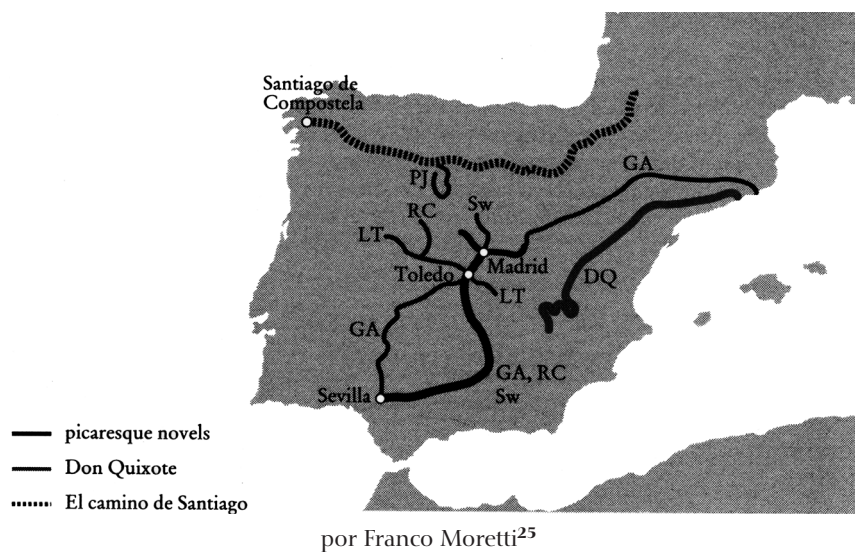 Santiago de
Compostela
PJ
GA
RC
Sw
LT
Madrid
Toledo
LT
DQ
GA
GA, RC
Sw
Sevilla
picaresque novels
Don Quixote
El camino de Santiago
por Franco Moretti25